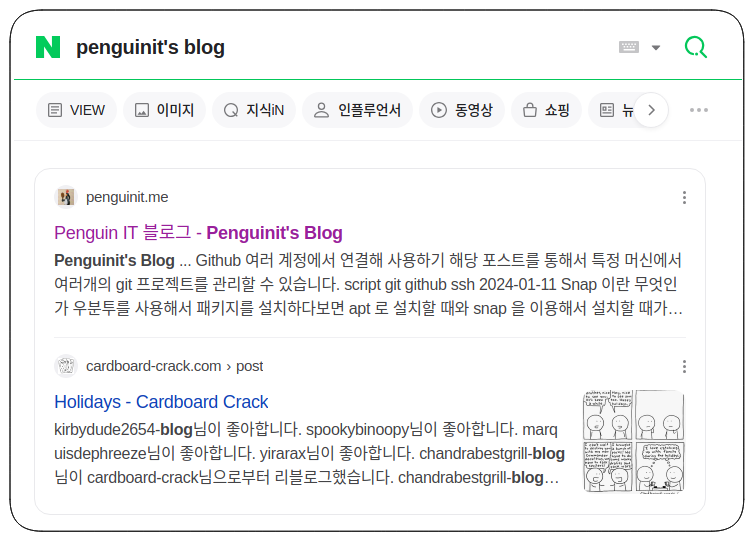 penguinit's blog
VIEW 이미지 지식iN 인플루언서 동영상 쇼핑 뉴
penguinit.me
Penguin IT 블로그 - Penguinit's Blog
Penguinit's Blog ... Github 여러 계정에서 연결해 사용하기 해당 포스트를 통해서 특정 머신에서
여러개의 git 프로젝트를 관리할 수 있습니다. script git github ssh 2024-01-11 Snap 이란 무엇인
가 우분투를 사용해서 패키지를 설치하다보면 apt 로 설치할 때와 snap 을 이용해서 설치할 때가…
cardboard-crack.com › post
Holidays - Cardboard Crack
kirbydude2654-blog님이 좋아합니다. spookybinoopy님이 좋아합니다. marq
uisdephreeze님이 좋아합니다. yirarax님이 좋아합니다. chandrabestgrill-blog
님이 cardboard-crack님으로부터 리블로그했습니다. chandrabestgrill-blog…